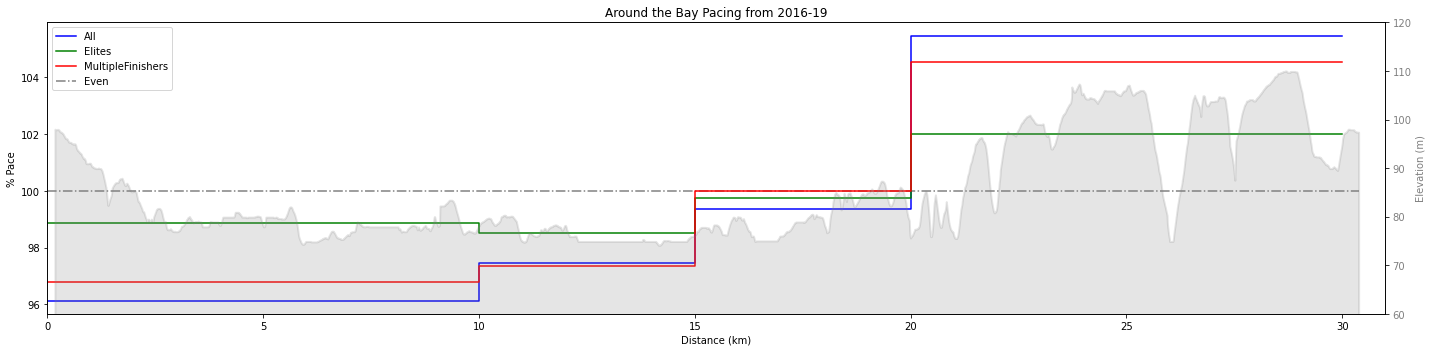 Around the Bay Pacing from 2016-19
All
Elites
MultipleFinishers
Even
% Pace
104
102
100
98
96
120
110
100
90
80
70
60
Elevation (m)
0
5
10
15
20
25
30
Distance (km)